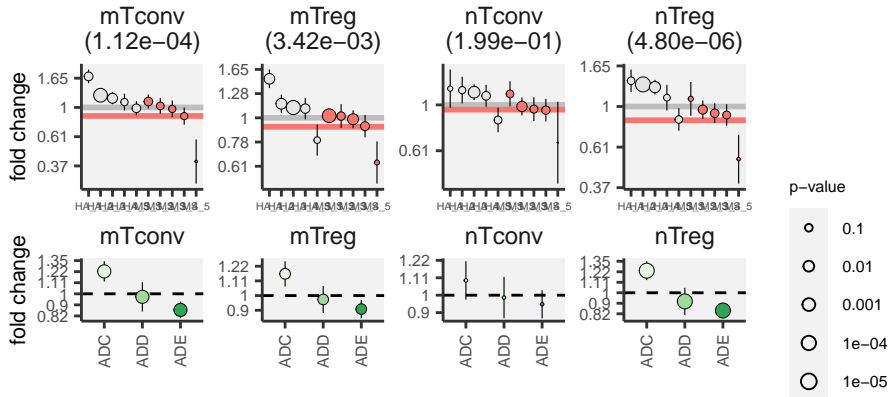 mTconv
(1.12e−04)
mTreg
(3.42e−03)
nTconv
(1.99e−01)
nTreg
(4.80e−06)
fold change
1.65
1
0.61
0.37
1.65
1.28
1
0.78
0.61
1
0.61
1.65
1
0.61
0.37
mTconv
mTreg
nTconv
nTreg
fold change
1.35
1.22
1.11
1
0.9
0.82
1.22
1.11
1
0.9
1.22
1.11
1
0.9
1.35
1.22
1.11
1
0.9
0.82
ADC
ADD
ADE
ADC
ADD
ADE
ADC
ADD
ADE
ADC
ADD
ADE
p−value
0.1
0.01
0.001
1e−04
1e−05